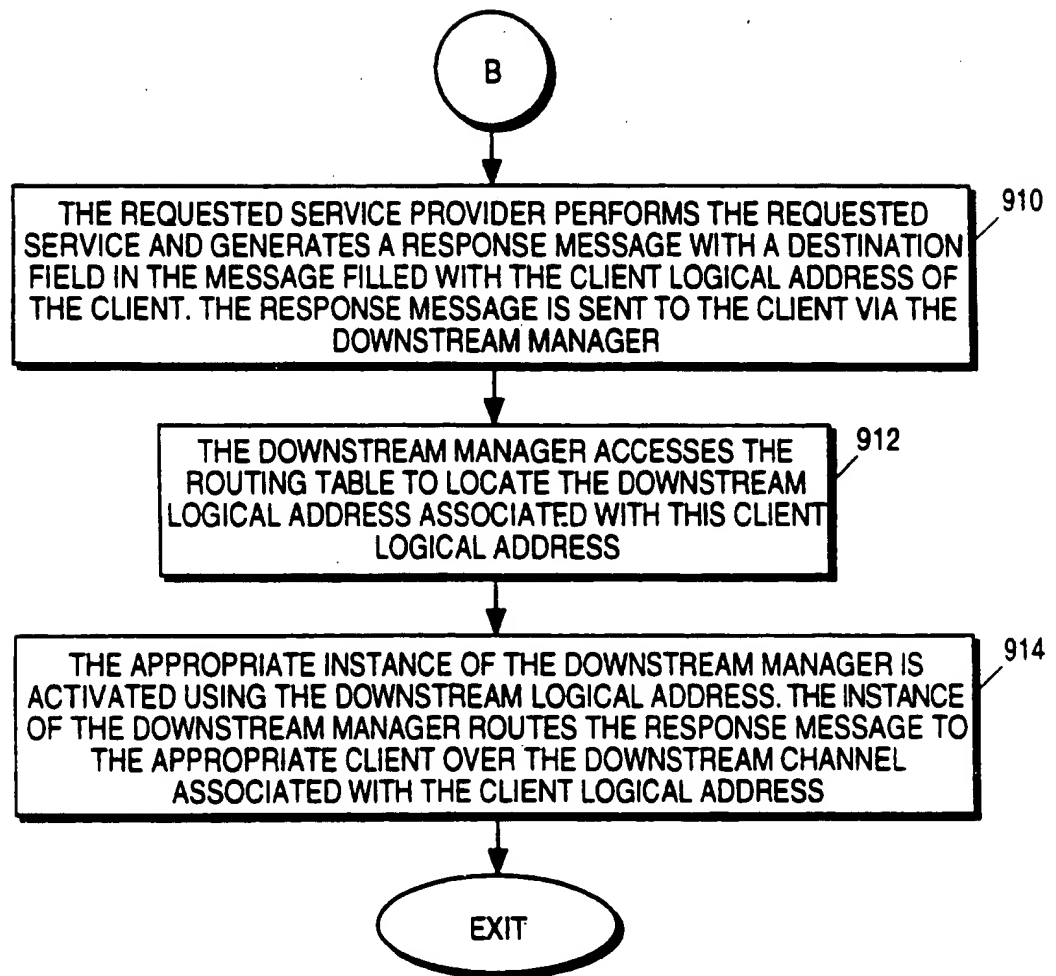 B
THE REQUESTED SERVICE PROVIDER PERFORMS THE REQUESTED
SERVICE AND GENERATES A RESPONSE MESSAGE WITH A DESTINATION
FIELD IN THE MESSAGE FILLED WITH THE CLIENT LOGICAL ADDRESS OF
THE CLIENT. THE RESPONSE MESSAGE IS SENT TO THE CLIENT VIA THE
DOWNSTREAM MANAGER
910
THE DOWNSTREAM MANAGER ACCESSES THE
ROUTING TABLE TO LOCATE THE DOWNSTREAM
LOGICAL ADDRESS ASSOCIATED WITH THIS CLIENT
LOGICAL ADDRESS
912
THE APPROPRIATE INSTANCE OF THE DOWNSTREAM MANAGER IS
ACTIVATED USING THE DOWNSTREAM LOGICAL ADDRESS. THE INSTANCE
OF THE DOWNSTREAM MANAGER ROUTES THE RESPONSE MESSAGE TO
THE APPROPRIATE CLIENT OVER THE DOWNSTREAM CHANNEL
ASSOCIATED WITH THE CLIENT LOGICAL ADDRESS
914
EXIT